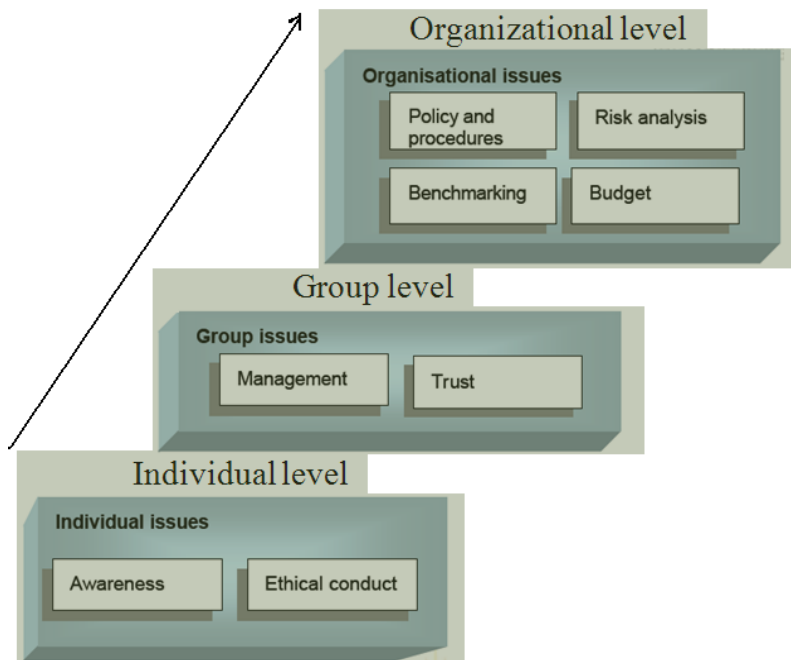 Organizational level
Organisational issues
Policy and
procedures
Risk analysis
Benchmarking
Budget
Group level
Group issues
Management
Trust
Individual level
Individual issues
Awareness
Ethical conduct